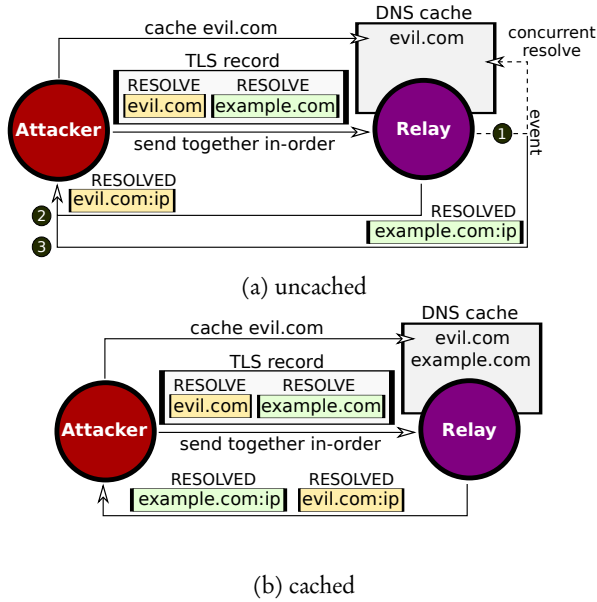 DNS cache
cache evil.com
evil.com
concurrent
resolve
TLS record
RESOLVE RESOLVE
evil.com example.com
Attacker
Relay
1
event
send together in-order
RESOLVED
evil.com:ip
2
RESOLVED
example.com:ip
3
(a) uncached
DNS cache
cache evil.com
evil.com
example.com
TLS record
RESOLVE RESOLVE
evil.com example.com
Attacker
Relay
send together in-order
RESOLVED RESOLVED
example.com:ip evil.com:ip
(b) cached